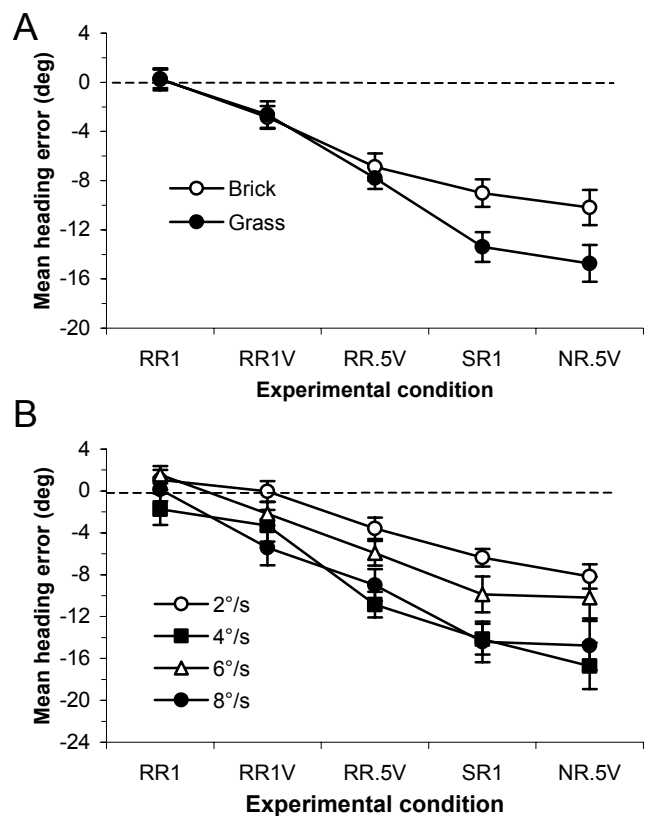 A
4
0
-4
-8
-12
-16
-20
Mean heading error (deg)
Brick
Grass
RR1 RR1V RR.5V SR1 NR.5V
Experimental condition
B
4
0
-4
-8
-12
-16
-20
-24
Mean heading error (deg)
2°/s
4°/s
6°/s
8°/s
RR1 RR1V RR.5V SR1 NR.5V
Experimental condition